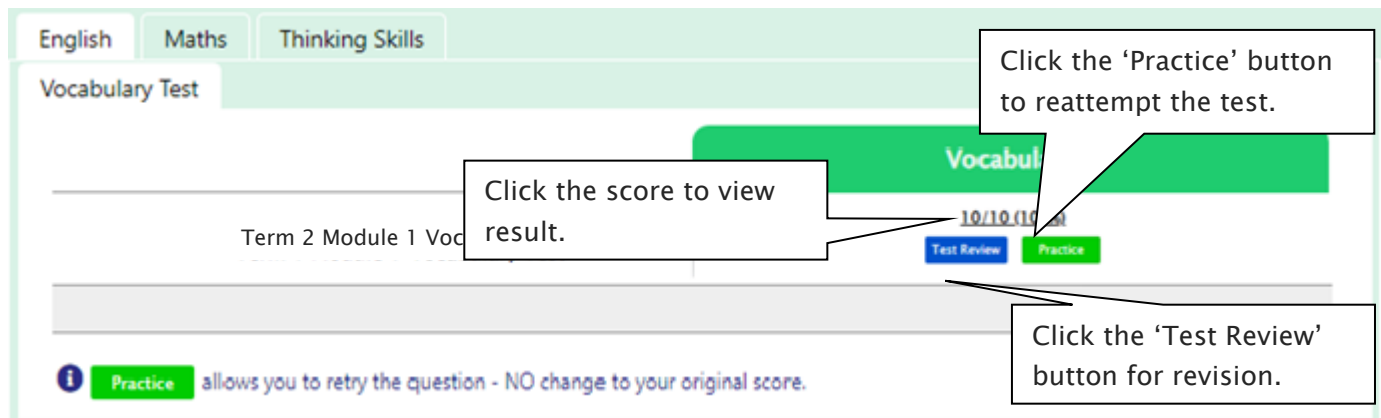 English Maths Thinking Skills
Click the ‘Practice’ button
to reattempt the test.
Vocabulary Test
Click the score to view
result.
Term 2 Module 1
10/10
Test Review Practice
Click the ‘Test Review’
button for revision.
Practice allows you to retry the question - NO change to your original score.